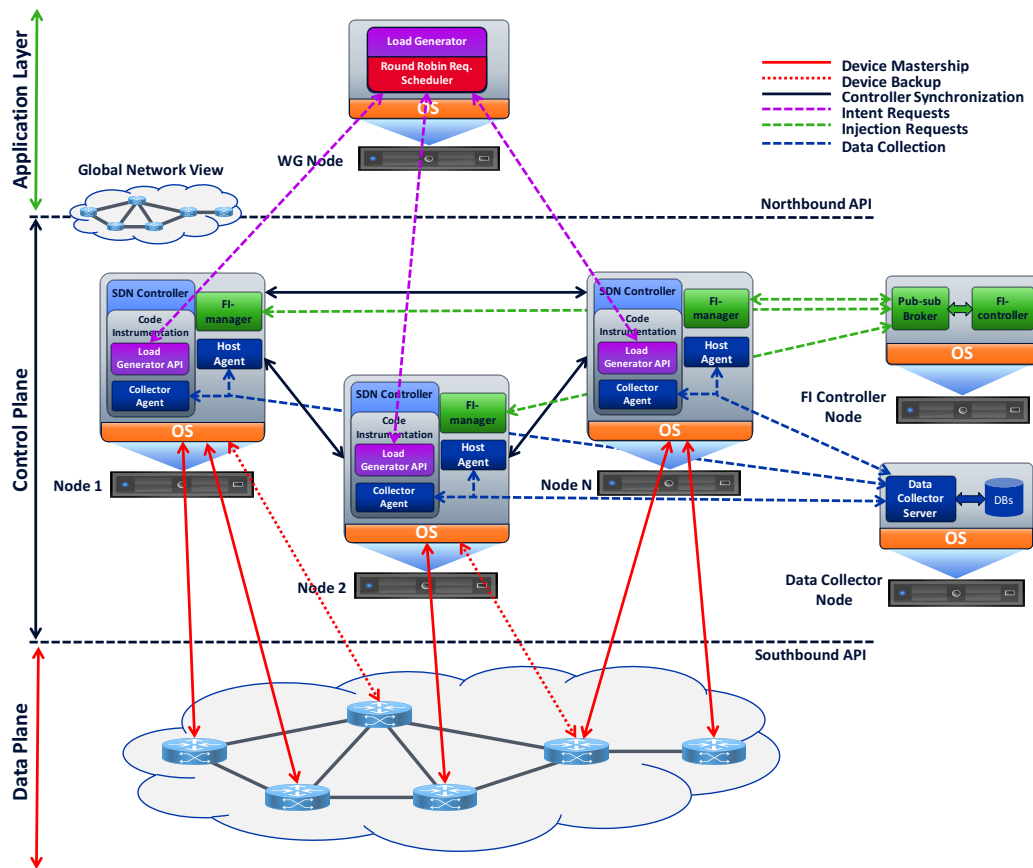 Application Layer
Load Generator
Round Robin Req.
Scheduler
OS
WG Node
Device Mastership
Device Backup
Controller Synchronization
Intent Requests
Injection Requests
Data Collection
Global Network View
Northbound API
Control Plane
SDN Controller
FI-
manager
Code
Instrumentation
Load
Generator API
Host
Agent
Collector
Agent
OS
Node 1
SDN Controller
FI-
manager
Code
Instrumentation
Load
Generator API
Host
Agent
Collector
Agent
OS
Node 2
SDN Controller
FI-
manager
Code
Instrumentation
Load
Generator API
Host
Agent
Collector
Agent
OS
Node N
Pub-sub
Broker
FI-
controller
OS
FI Controller
Node
Data
Collector
Server
DBs
OS
Data Collector
Node
Southbound API
Data Plane